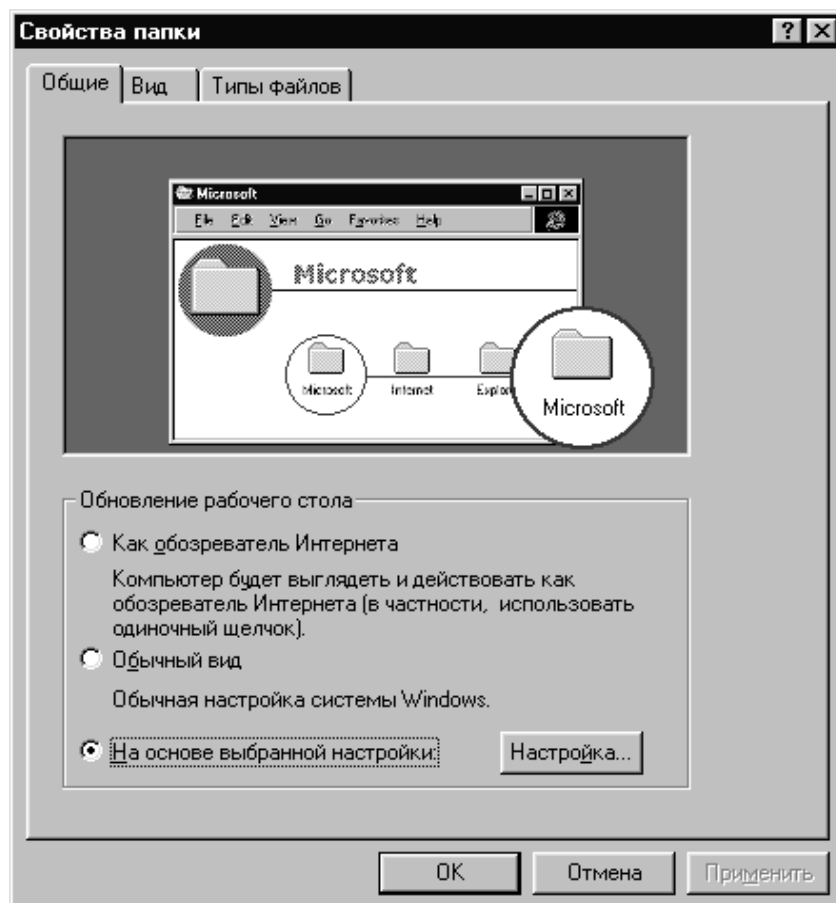 Свойства папки
Общие Вид Типы файлов
Microsoft
File Edit View Go Favorites Help
Microsoft
Microsoft Internet Explor
Microsoft
Обновление рабочего стола
Как обозреватель Интернета
Компьютер будет выглядеть и действовать как
обозреватель Интернета (в частности, использовать
одиночный щелчок).
Обычный вид
Обычная настройка системы Windows.
На основе выбранной настройки:
Настройка...
OK Отмена Применить